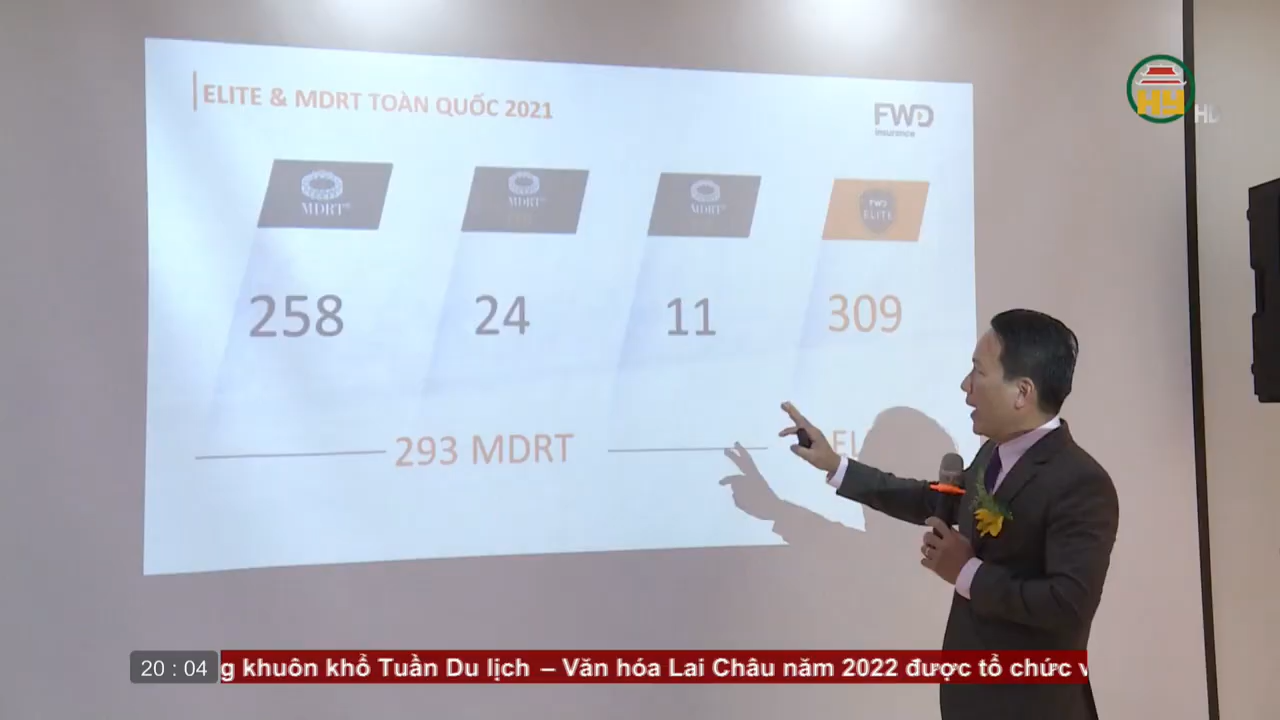 ELITE & MDRT TOÀN QUỐC 2021
FWD
insurance
MDRT
MDRT
MDRT
FWD
ELITE
258
24
11
309
293 MDRT
HY
HD
20 : 04
g khuôn khổ Tuần Du lịch – Văn hóa Lai Châu năm 2022 được tổ chức v